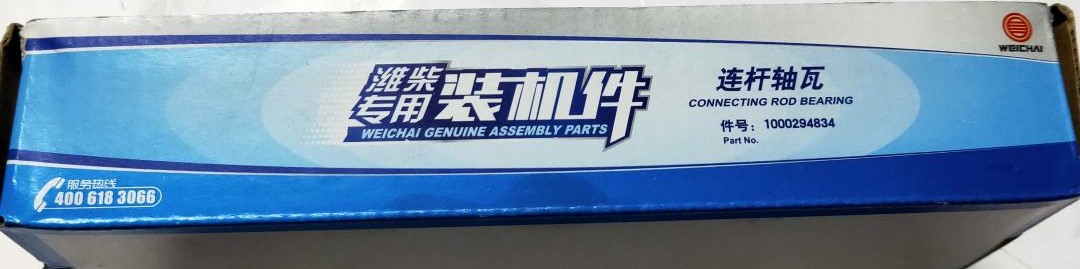 WEICHAI
潍柴
专用
装机件
WEICHAI GENUINE ASSEMBLY PARTS
连杆轴瓦
CONNECTING ROD BEARING
件号：1000294834
Part No.
服务热线
400 618 3066